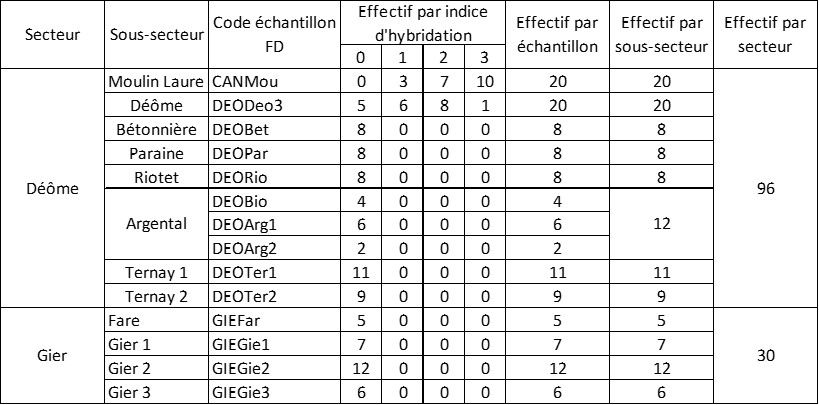 Secteur Sous-secteur Code échantillon FD Effectif par indice d'hybridation Effectif par échantillon Effectif par sous-secteur Effectif par secteur
0 1 2 3
Déôme Moulin Laure CANMou 0 3 7 10 20 20 96
Déôme DEODeo3 5 6 8 1 20 20
Bétonnière DEOBet 8 0 0 0 8 8
Paraine DEOPar 8 0 0 0 8 8
Riotet DEORio 8 0 0 0 8 8
Argental DEOBio 4 0 0 0 4 12
DEOArg1 6 0 0 0 6
DEOArg2 2 0 0 0 2
Ternay 1 DEOTer1 11 0 0 0 11 11
Ternay 2 DEOTer2 9 0 0 0 9 9
Gier Fare GIEFar 5 0 0 0 5 5 30
Gier 1 GIEGie1 7 0 0 0 7 7
Gier 2 GIEGie2 12 0 0 0 12 12
Gier 3 GIEGie3 6 0 0 0 6 6